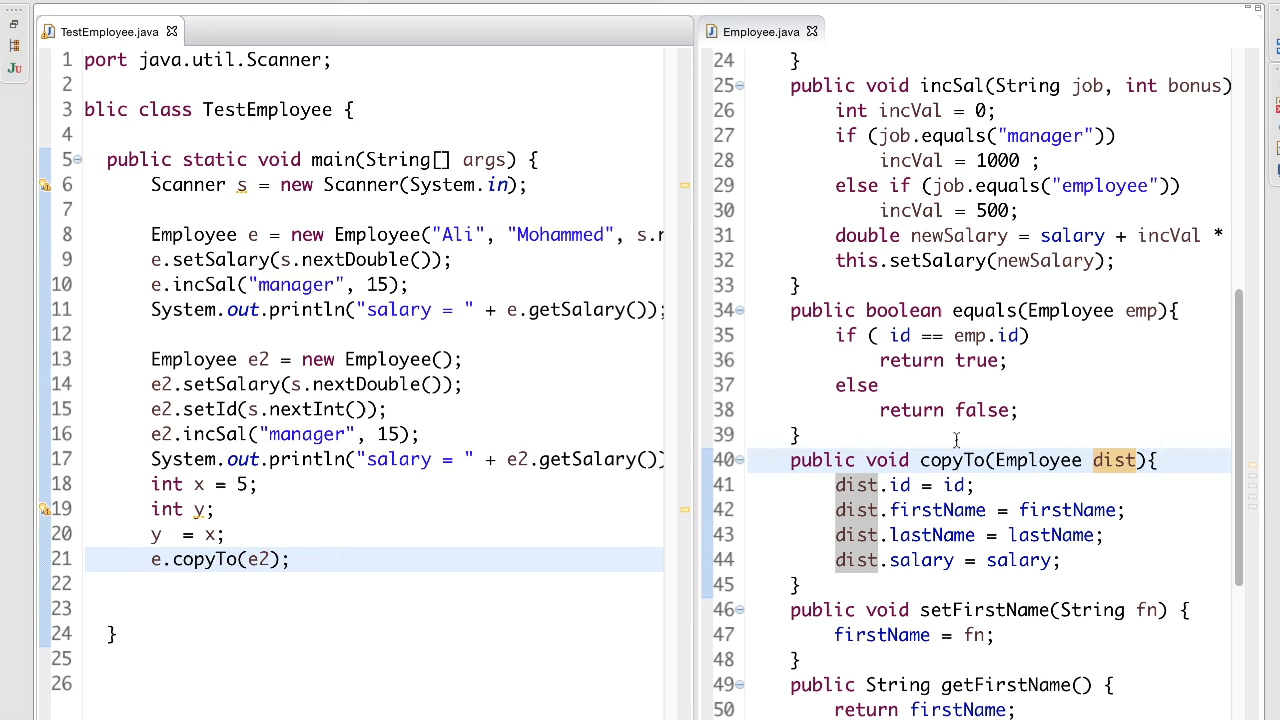 TestEmployee.java
1 port java.util.Scanner;
2
3 blic class TestEmployee {
4
5 public static void main(String[] args) {
6 Scanner s = new Scanner(System.in);
7
8 Employee e = new Employee("Ali", "Mohammed", s.r
9 e.setSalary(s.nextDouble());
10 e.incSal("manager", 15);
11 System.out.println("salary = " + e.getSalary());
12
13 Employee e2 = new Employee();
14 e2.setSalary(s.nextDouble());
15 e2.setId(s.nextInt());
16 e2.incSal("manager", 15);
17 System.out.println("salary = " + e2.getSalary())
18 int x = 5;
19 int y;
20 y  = x;
21 e.copyTo(e2);
22
23
24 }
25
26
Employee.java
24 }
25 public void incSal(String job, int bonus)
26 int incVal = 0;
27 if (job.equals("manager"))
28 incVal = 1000 ;
29 else if (job.equals("employee"))
30 incVal = 500;
31 double newSalary = salary + incVal *
32 this.setSalary(newSalary);
33 }
34 public boolean equals(Employee emp){
35 if ( id == emp.id)
36 return true;
37 else
38 return false;
39 }
40 public void copyTo(Employee dist){
41 dist.id = id;
42 dist.firstName = firstName;
43 dist.lastName = lastName;
44 dist.salary = salary;
45 }
46 public void setFirstName(String fn) {
47 firstName = fn;
48 }
49 public String getFirstName() {
50 return firstName;